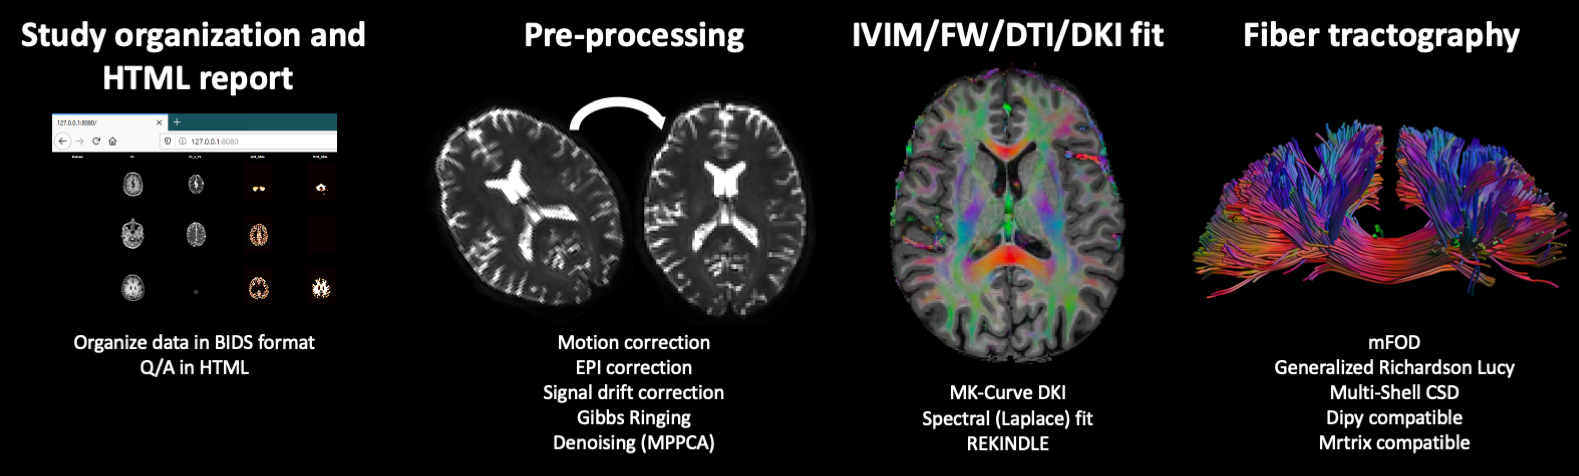 Study organization and
HTML report
127.0.0.1:8080/
127.0.0.1:8080
Organize data in BIDS format
Q/A in HTML
Pre-processing
Motion correction
EPI correction
Signal drift correction
Gibbs Ringing
Denoising (MPPCA)
IVIM/FW/DTI/DKI fit
MK-Curve DKI
Spectral (Laplace) fit
REKINDLE
Fiber tractography
mFOD
Generalized Richardson Lucy
Multi-Shell CSD
Dipy compatible
Mrtrix compatible